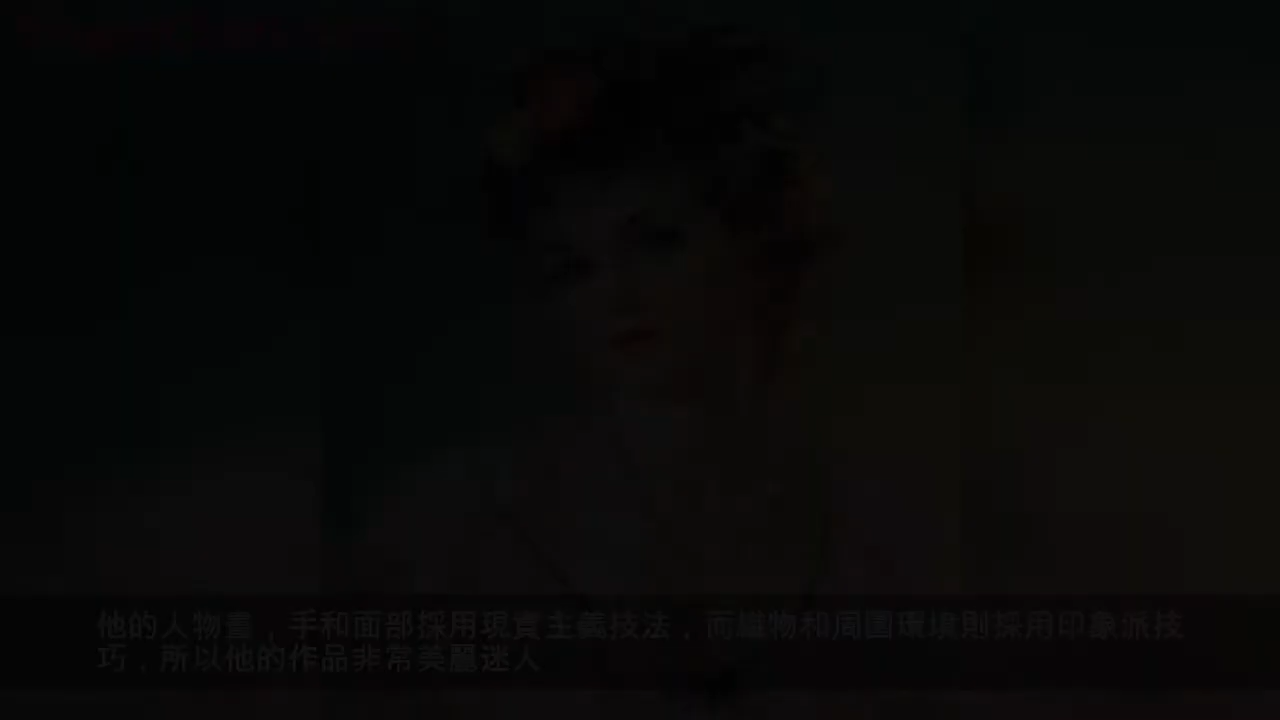 他的人物畫，手和面部採用現實主義技法，而織物和周圍環境則採用印象派技
巧，所以他的作品非常美麗迷人